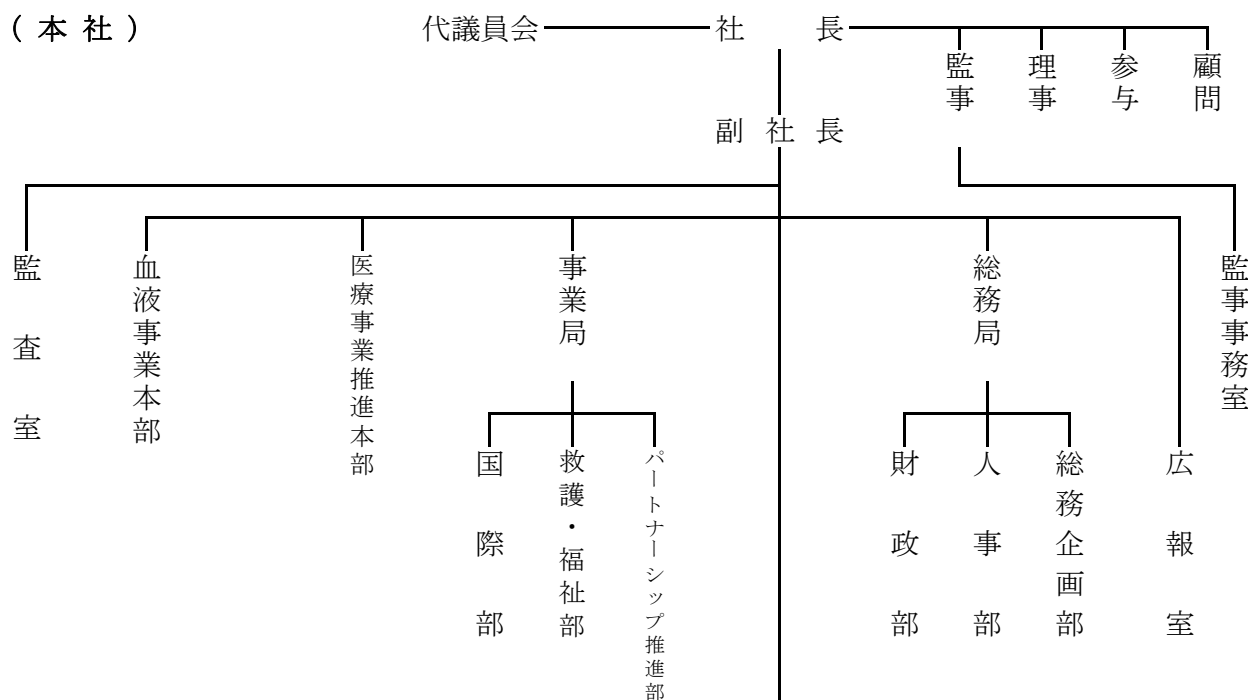 (本社)
代議員会
社長
顧問
参与
理事
監事
副社長
監事事務室
広報室
総務局
総務企画部
人事部
財政部
事業局
パートナーシップ推進部
救護・福祉部
国際部
医療事業推進本部
血液事業本部
監査室